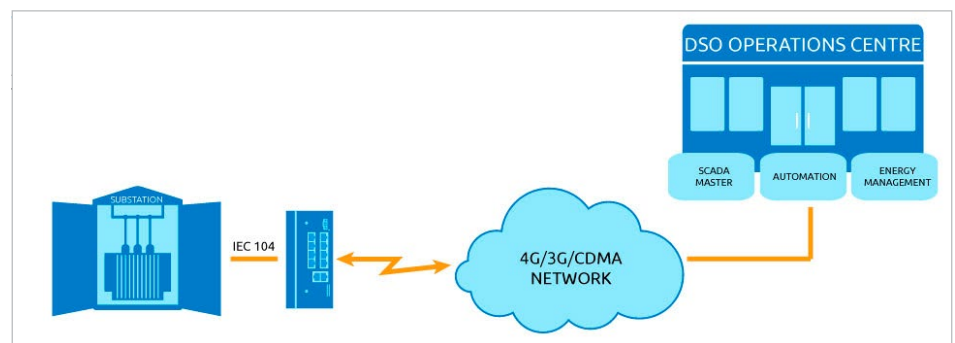 DSO OPERATIONS CENTRE
SCADA
MASTER
AUTOMATION
ENERGY
MANAGEMENT
SUBSTATION
IEC 104
4G/3G/CDMA
NETWORK